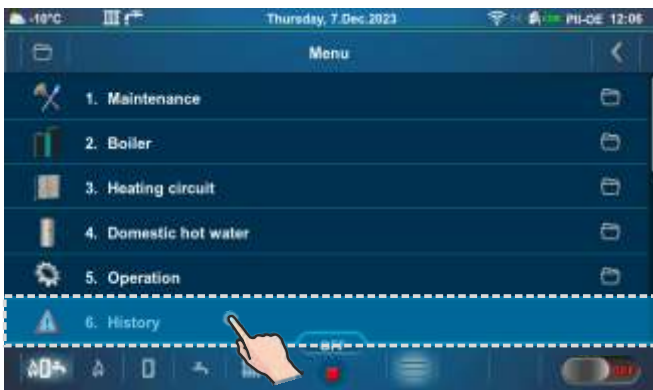 -10°C Thursday, 7.Dec.2023 PII-OE 12:06
Menu
1. Maintenance
2. Boiler
3. Heating circuit
4. Domestic hot water
5. Operation
6. History
OFF